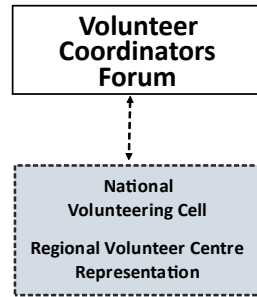 Volunteer
Coordinators
Forum
National
Volunteering Cell
Regional Volunteer Centre
Representation